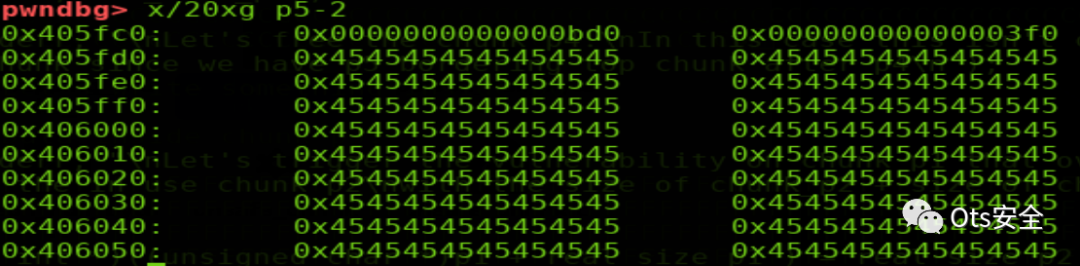 pwndbg> x/20xg p5-2
0x405fc0: 0x0000000000000bd0 0x00000000000003f0
0x405fd0: 0x4545454545454545 0x4545454545454545
0x405fe0: 0x4545454545454545 0x4545454545454545
0x405ff0: 0x4545454545454545 0x4545454545454545
0x406000: 0x4545454545454545 0x4545454545454545
0x406010: 0x4545454545454545 0x4545454545454545
0x406020: 0x4545454545454545 0x4545454545454545
0x406030: 0x4545454545454545 0x4545454545454545
0x406040: 0x4545454545454545 0x4545454545454545
0x406050: 0x4545454545454545 0x4545454545454545
Ots安全